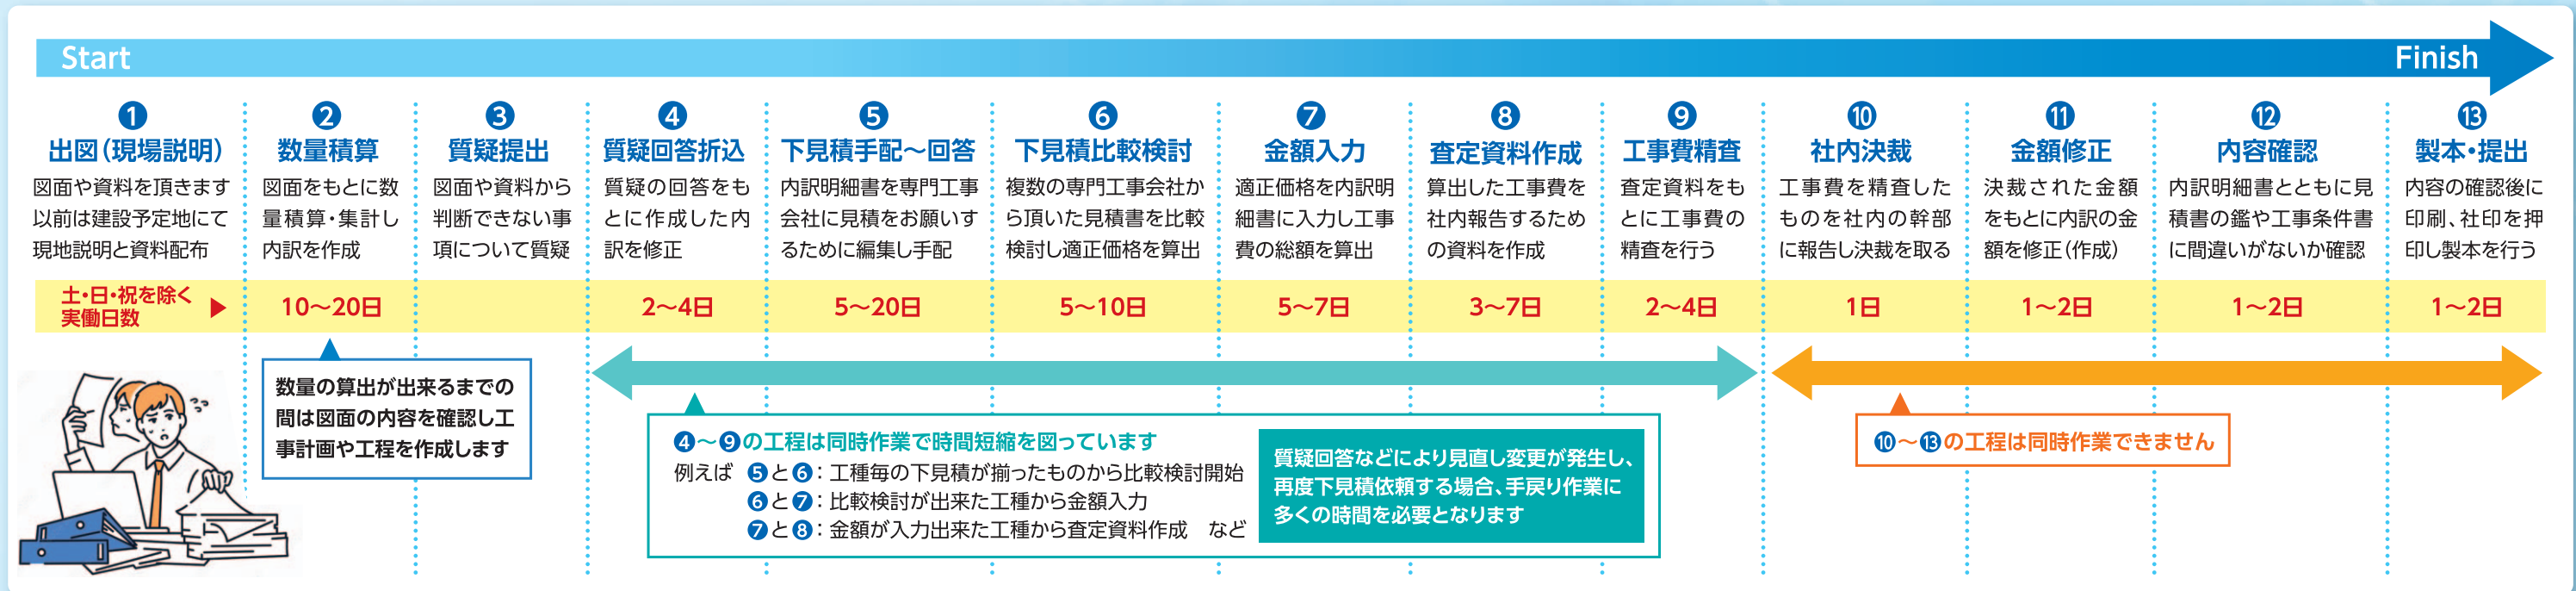 Start
Finish
❶
出図（現場説明）
図面や資料を頂きます
以前は建設予定地にて
現地説明と資料配布
❷
数量積算
図面をもとに数
量積算・集計し
内訳を作成
❸
質疑提出
図面や資料から
判断できない事
項について質疑
❹
質疑回答折込
質疑の回答をも
とに作成した内
訳を修正
❺
下見積手配～回答
内訳明細書を専門工事
会社に見積をお願いす
るために編集し手配
❻
下見積比較検討
複数の専門工事会社か
ら頂いた見積書を比較
検討し適正価格を算出
❼
金額入力
適正価格を内訳明
細書に入力し工事
費の総額を算出
❽
査定資料作成
算出した工事費を
社内報告するため
の資料を作成
❾
工事費精査
査定資料をも
とに工事費の
精査を行う
❿
社内決裁
工事費を精査した
ものを社内の幹部
に報告し決裁を取る
⓫
金額修正
決裁された金額
をもとに内訳の金
額を修正（作成）
⓬
内容確認
内訳明細書とともに見
積書の鑑や工事条件書
に間違いがないか確認
⓭
製本・提出
内容の確認後に
印刷、社印を押
印し製本を行う
土・日・祝を除く
実働日数
10～20日
2～4日
5～20日
5～10日
5～7日
3～7日
2～4日
1日
1～2日
1～2日
1～2日
数量の算出が出来るまでの
間は図面の内容を確認し工
事計画や工程を作成します
❹～❾の工程は同時作業で時間短縮を図っています
例えば ❺と❻：工種毎の下見積が揃ったものから比較検討開始
❻と❼：比較検討が出来た工種から金額入力
❼と❽：金額が入力出来た工種から査定資料作成 など
質疑回答などにより見直し変更が発生し、
再度下見積依頼する場合、手戻り作業に
多くの時間を必要となります
❿～⓭の工程は同時作業できません